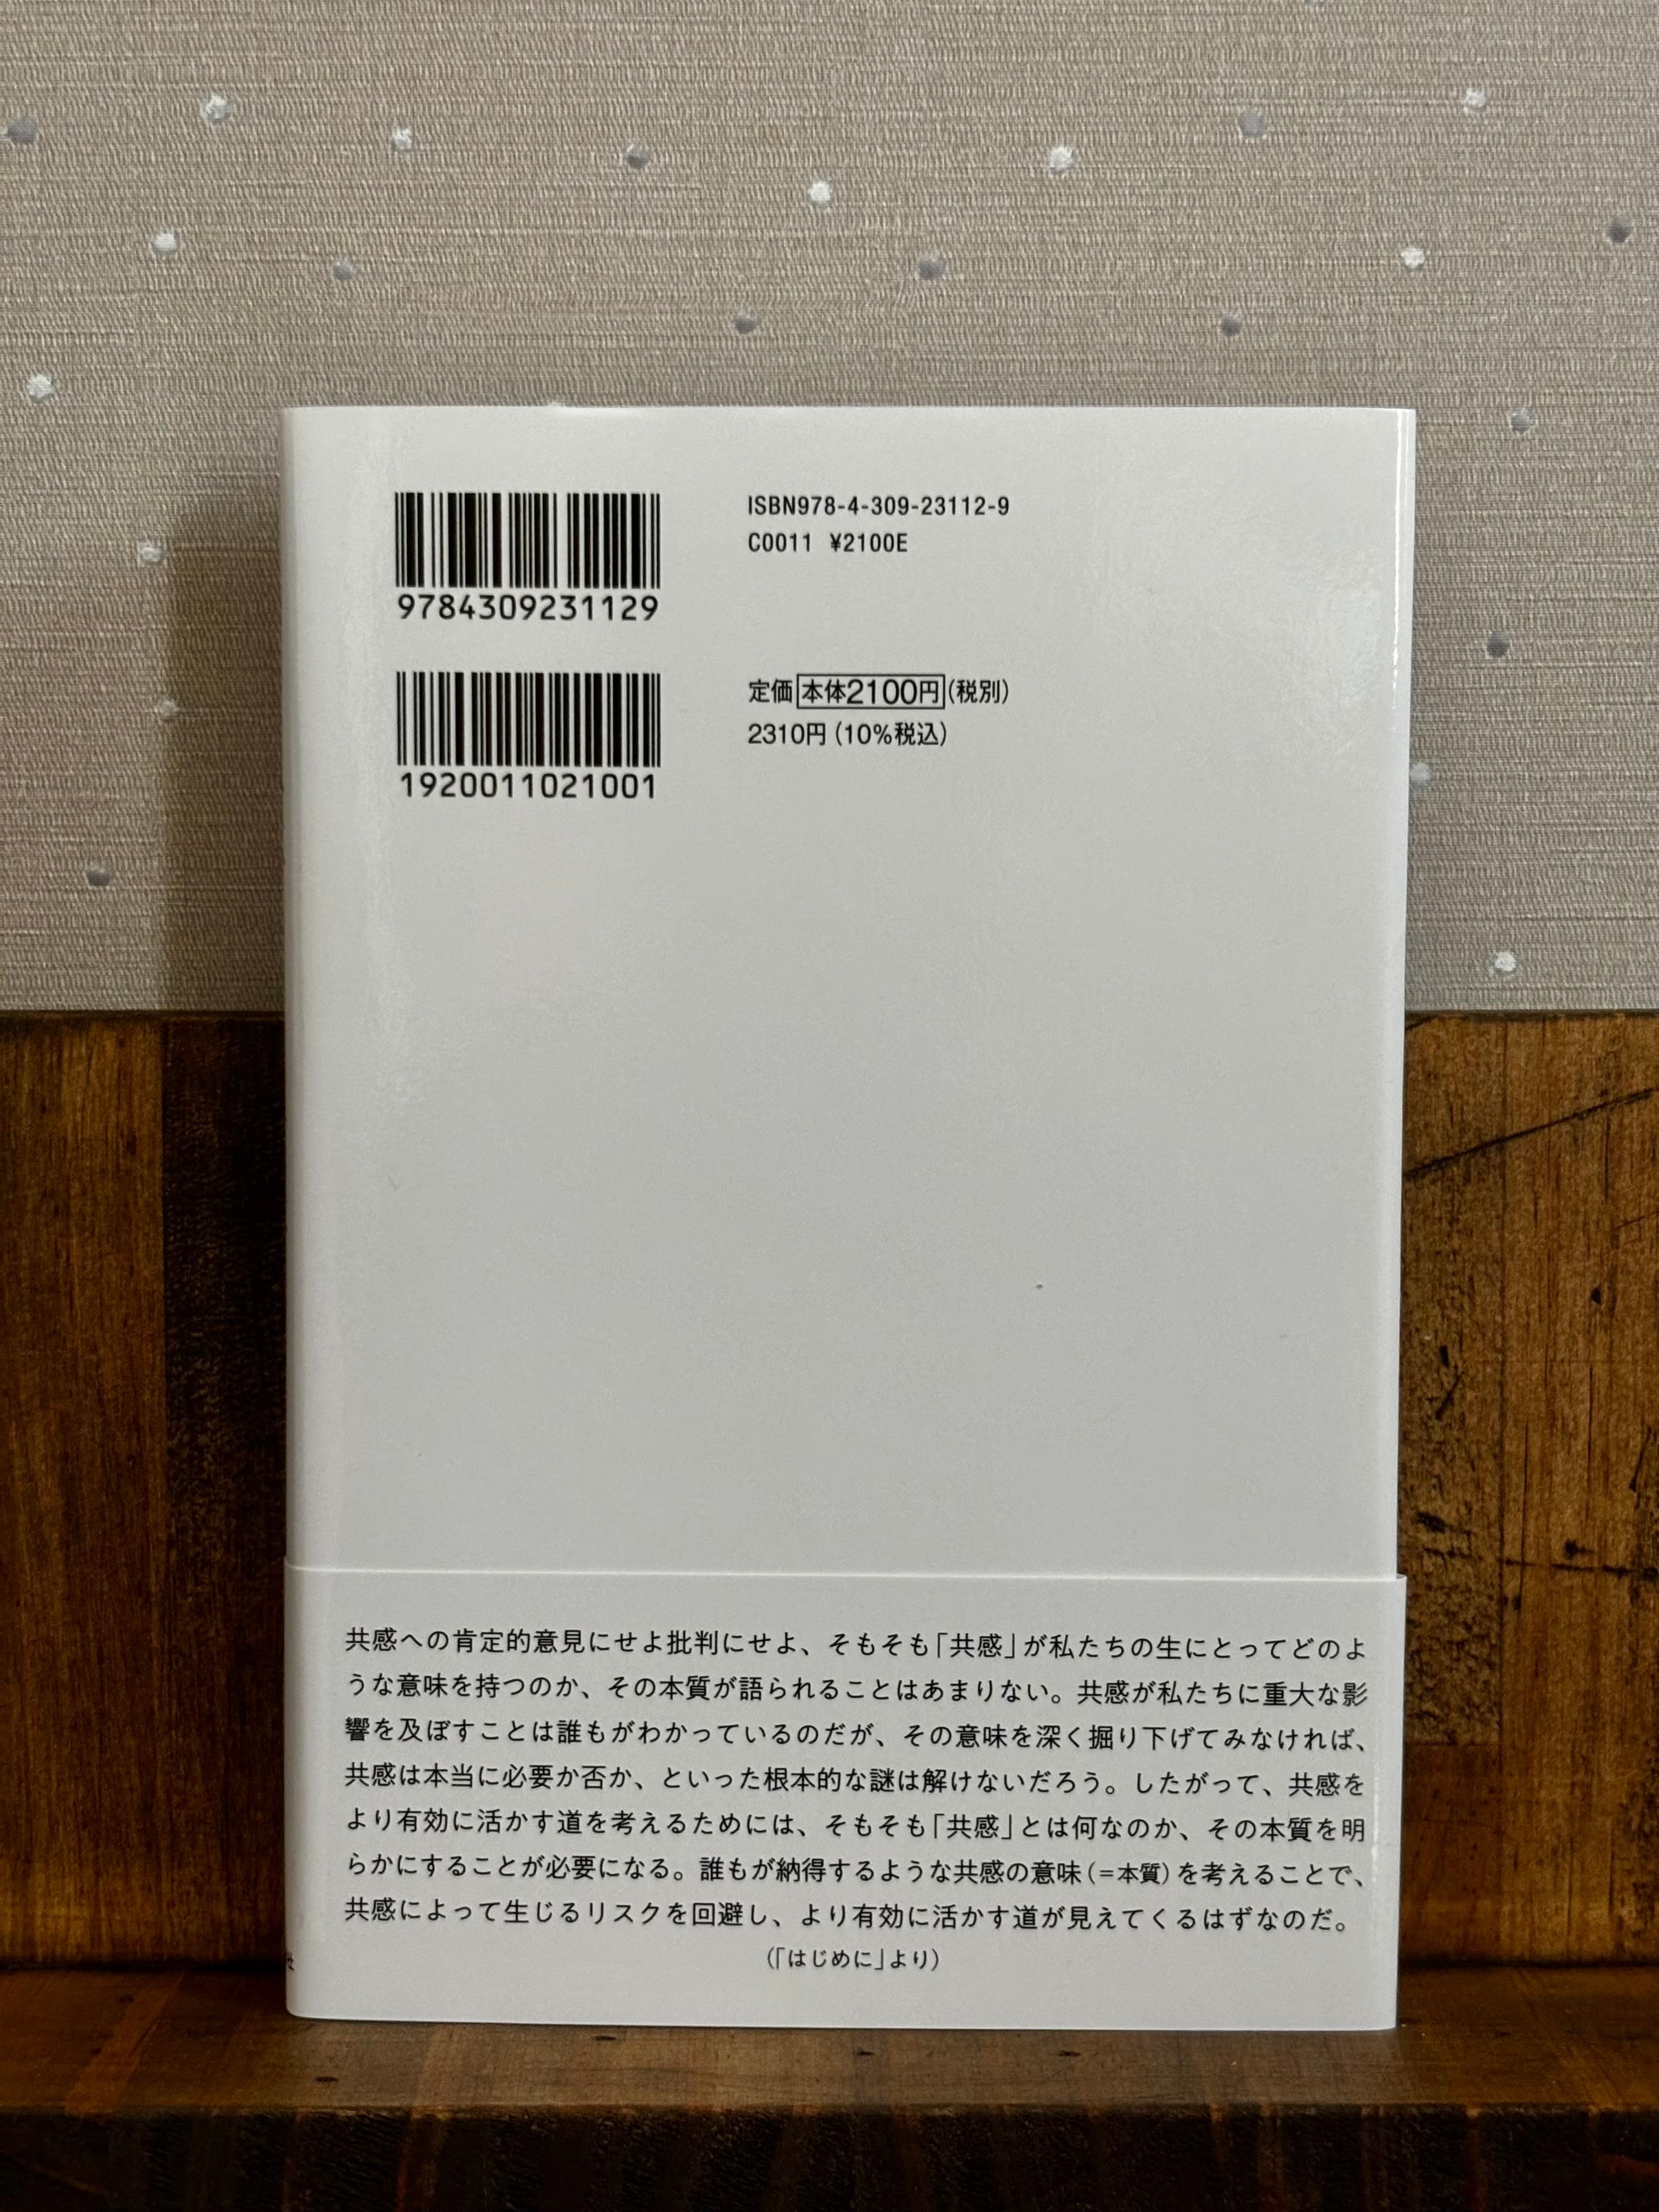 ISBN978-4-309-23112-9
C0011 ¥2100E
9784309231129
定価本体2100円(税別)
2310円(10%税込)
1920011021001
共感への肯定的意見にせよ批判にせよ、そもそも「共感」が私たちの生にとってどのよ
うな意味を持つのか、その本質が語られることはあまりない。共感が私たちに重大な影
響を及ぼすことは誰もがわかっているのだが、その意味を深く掘り下げてみなければ、
共感は本当に必要か否か、といった根本的な謎は解けないだろう。したがって、共感を
より有効に活かす道を考えるためには、そもそも「共感」とは何なのか、その本質を明
らかにすることが必要になる。誰もが納得するような共感の意味(=本質)を考えることで、
共感によって生じるリスクを回避し、より有効に活かす道が見えてくるはずなのだ。
(「はじめに」より)